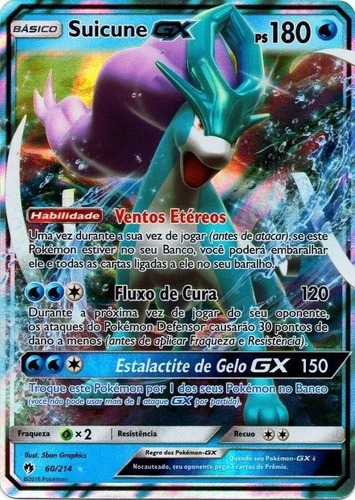 BÁSICO Suicune GX PS 180
Habilidade Ventos Etéreos
Uma vez durante a sua vez de jogar (antes de atacar), se este
Pokémon estiver no seu Banco, você poderá embaralhar
ele e todas as cartas ligadas a ele no seu baralho.
Fluxo de Cura 120
Durante a próxima vez de jogar do seu oponente,
os ataques do Pokémon Defensor causarão 30 pontos de
dano a menos (antes de aplicar Fraqueza e Resistência).
Estalactite de Gelo GX 150
Troque este Pokémon por 1 dos seus Pokémon no Banco
(você não pode usar mais de 1 ataque GX por partida).
Fraqueza ×2 Resistência Recuo
Ilust. 5ban Graphics
Regra dos Pokémon-GX
Quando seu Pokémon-GX é
Nocauteado, seu oponente pega 2 cartas de Prêmio.
60/214
©2018 Pokémon